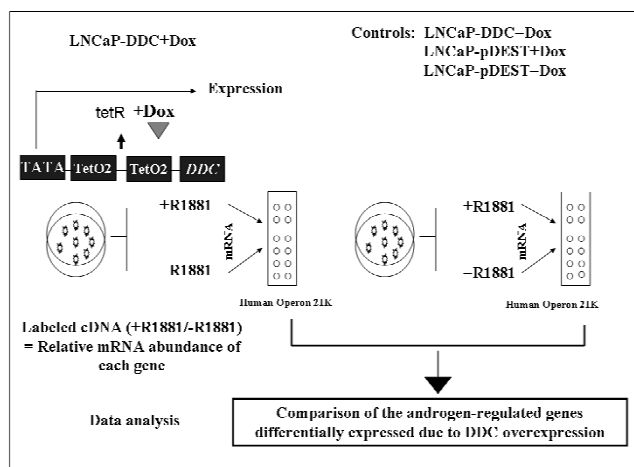 LNCaP-DDC+Dox
Controls: LNCaP-DDC–Dox
LNCaP-pDEST+Dox
LNCaP-pDEST–Dox
Expression
tetR +Dox
TATA TetO2 TetO2 DDC
+R1881
R1881
mRNA
Human Operon 21K
+R1881
–R1881
mRNA
Human Operon 21K
Labeled cDNA (+R1881/-R1881)
= Relative mRNA abundance of
each gene
Data analysis
Comparison of the androgen-regulated genes
differentially expressed due to DDC overexpression